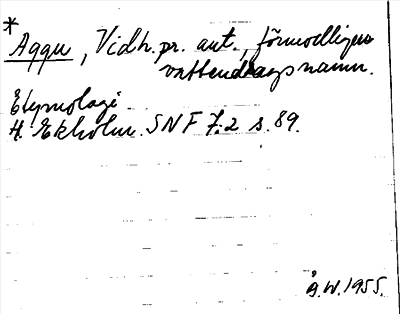 * Aggu, Vidh. pr. ant., förmodligen
vattendragsnamn.
Etymologi
H. Ekholm. SNF 7:2 s. 89.
Å.W. 1955.